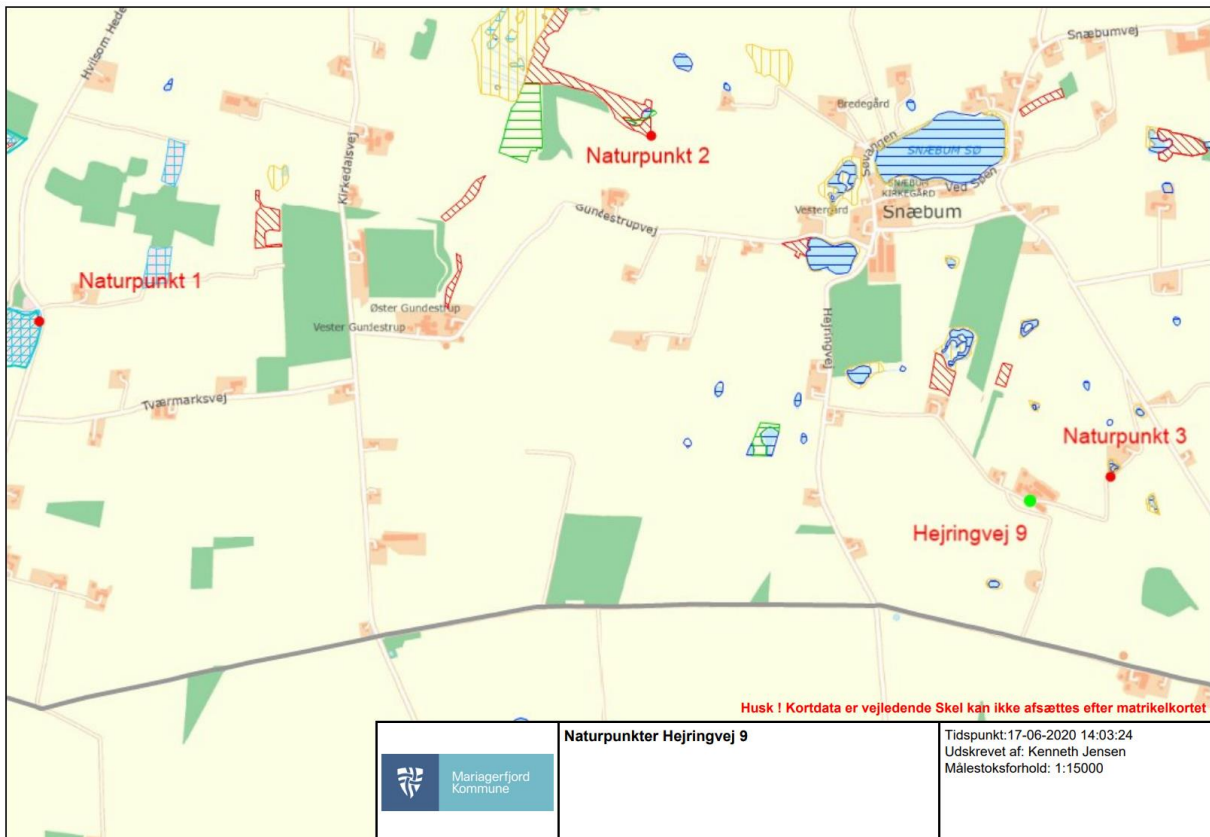 Hvilsom Hede
Snæbumvej
Bredegård
Kirkedalsvej
Naturpunkt 2
Søvangen
SNÆBUM SØ
SNÆBUM
KIRKEGÅRD
Ved Søen
Vestergård
Snæbum
Gundestrupvej
Naturpunkt 1
Øster Gundestrup
Vester Gundestrup
Hejringvej
Tværmarksvej
Naturpunkt 3
Hejringvej 9
Husk ! Kortdata er vejledende Skel kan ikke afsættes efter matrikelkortet
Mariagerfjord
Kommune
Naturpunkter Hejringvej 9
Tidspunkt:17-06-2020 14:03:24
Udskrevet af: Kenneth Jensen
Målestoksforhold: 1:15000